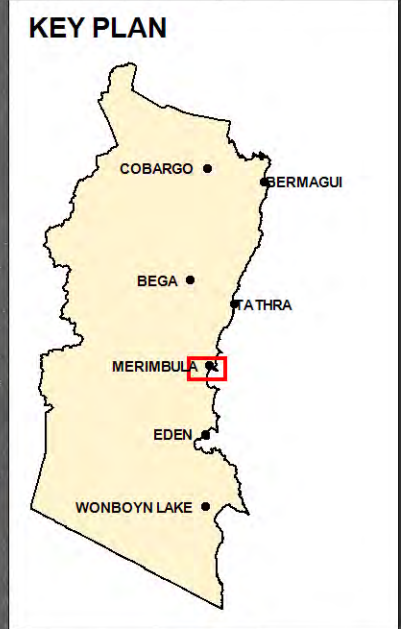 KEY PLAN
COBARGO
BERMAGUI
BEGA
TATHRA
MERIMBULA
EDEN
WONBOYN LAKE